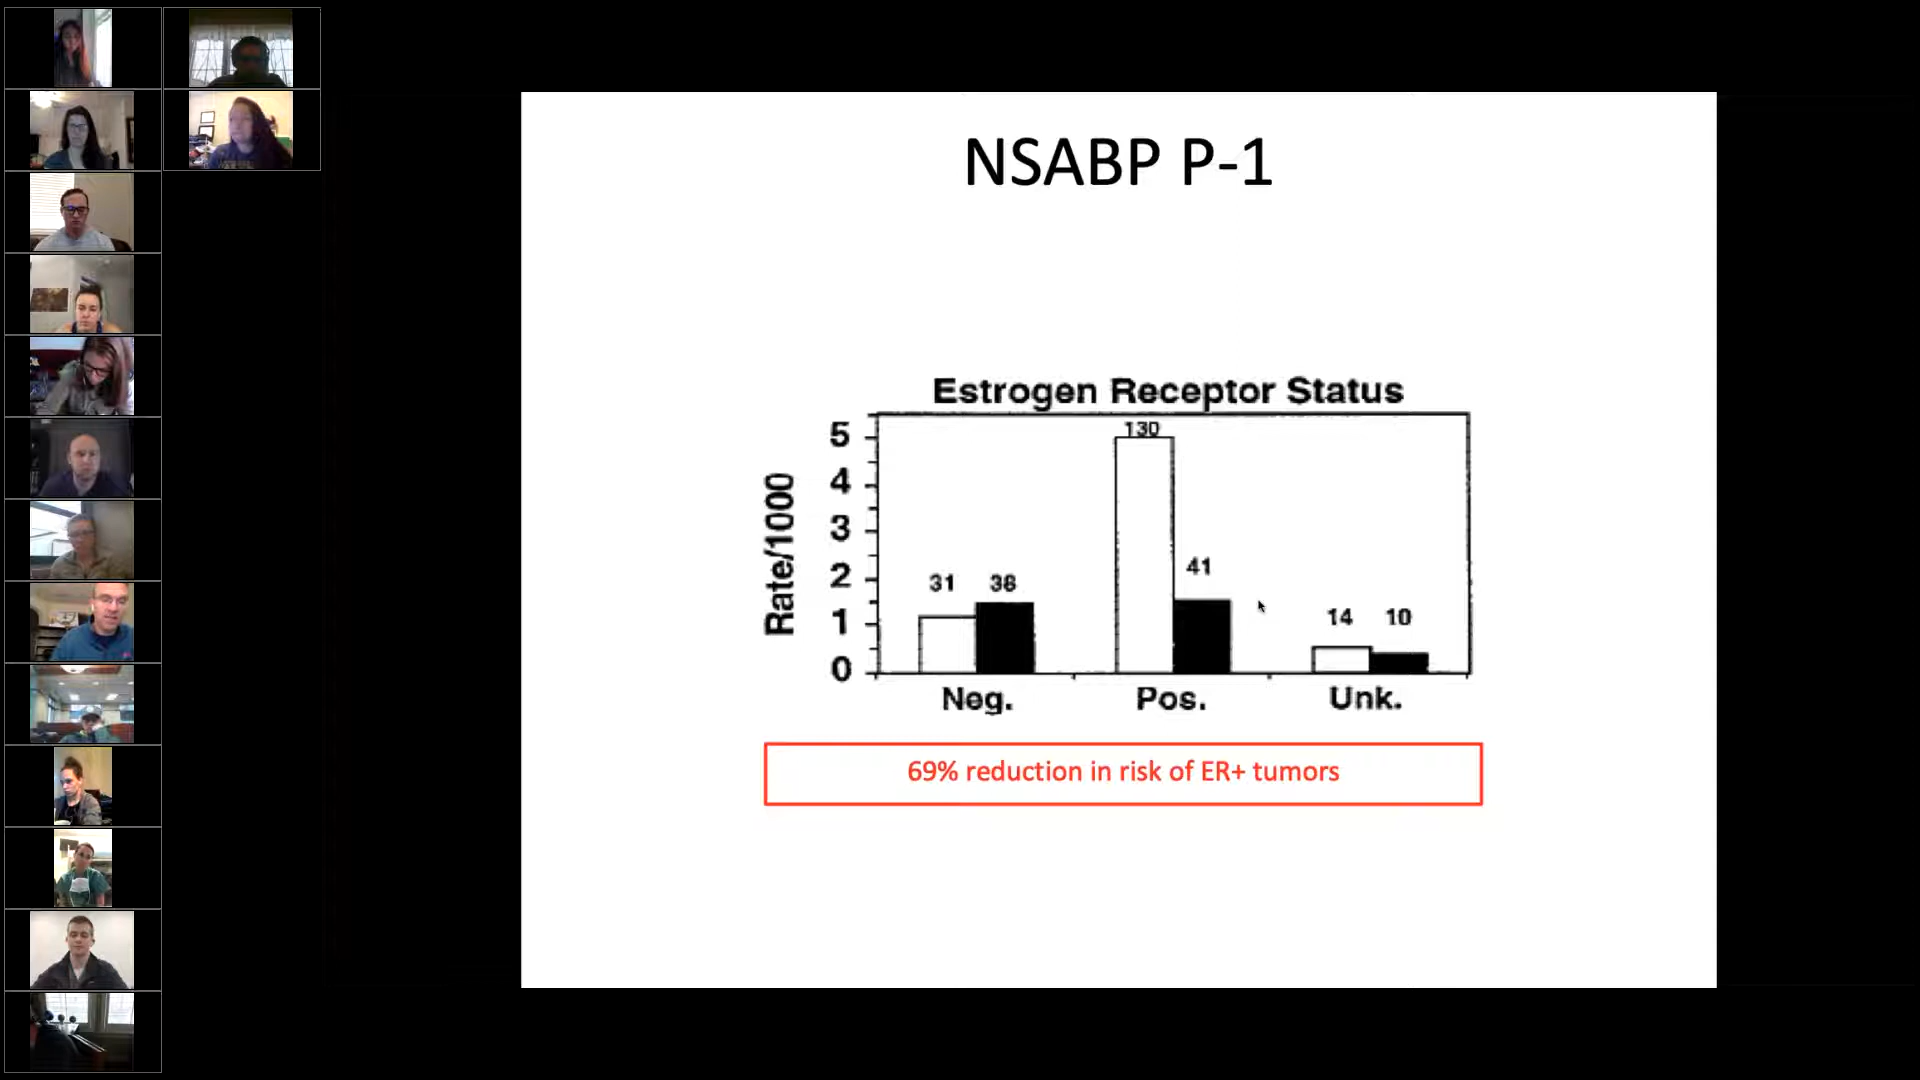 NSABP P-1
Estrogen Receptor Status
Rate/1000
5
4
3
2
1
0
31
38
130
41
14
10
Neg.
Pos.
Unk.
69% reduction in risk of ER+ tumors